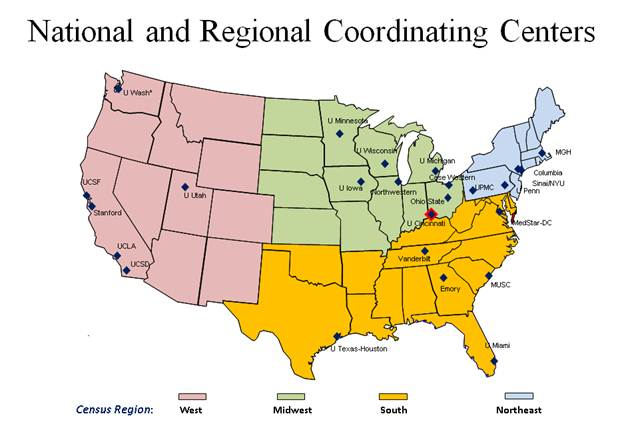 National and Regional Coordinating Centers
U Wash*
U Minnesota
U Wisconsin
U Michigan
MGH
Case Western
Columbia
Sinai/NYU
UCSF
U Utah
U Iowa
Northwestern
UPMC
U Penn
Ohio State
Stanford
U Cincinnati
MedStar-DC
UCLA
Vanderbilt
UCSD
Emory
MUSC
U Texas-Houston
U Miami
Census Region: West Midwest South Northeast